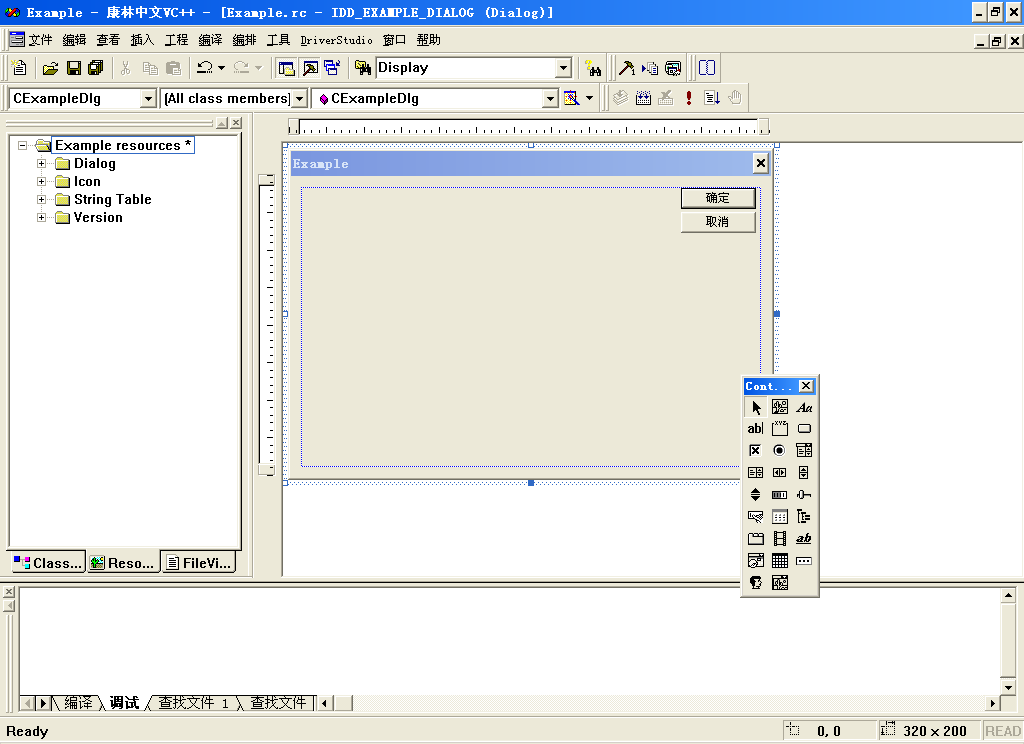 Example - 康林中文VC++ - [Example.rc - IDD_EXAMPLE_DIALOG (Dialog)]
文件 编辑 查看 插入 工程 编译 编排 工具 DriverStudio 窗口 帮助
Display
CExampleDlg [All class members] CExampleDlg
Example resources *
Dialog
Icon
String Table
Version
Example
确定
取消
Cont...
Aa
ab|
XYZ
ab
Class... Reso... FileVi...
编译 调试 查找文件 1 查找文件
Ready 0, 0 320 × 200 READ